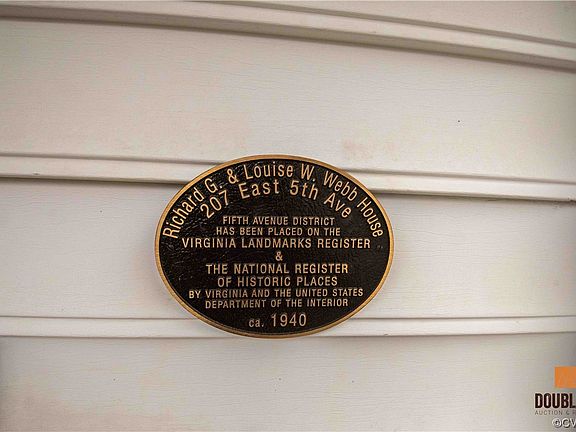 Richard G. & Louise W. Webb House
207 East 5th Ave
FIFTH AVENUE DISTRICT
HAS BEEN PLACED ON THE
VIRGINIA LANDMARKS REGISTER
&
THE NATIONAL REGISTER
OF HISTORIC PLACES
BY VIRGINIA AND THE UNITED STATES
DEPARTMENT OF THE INTERIOR
ca. 1940
DOUBL
AUCTION &
©CV